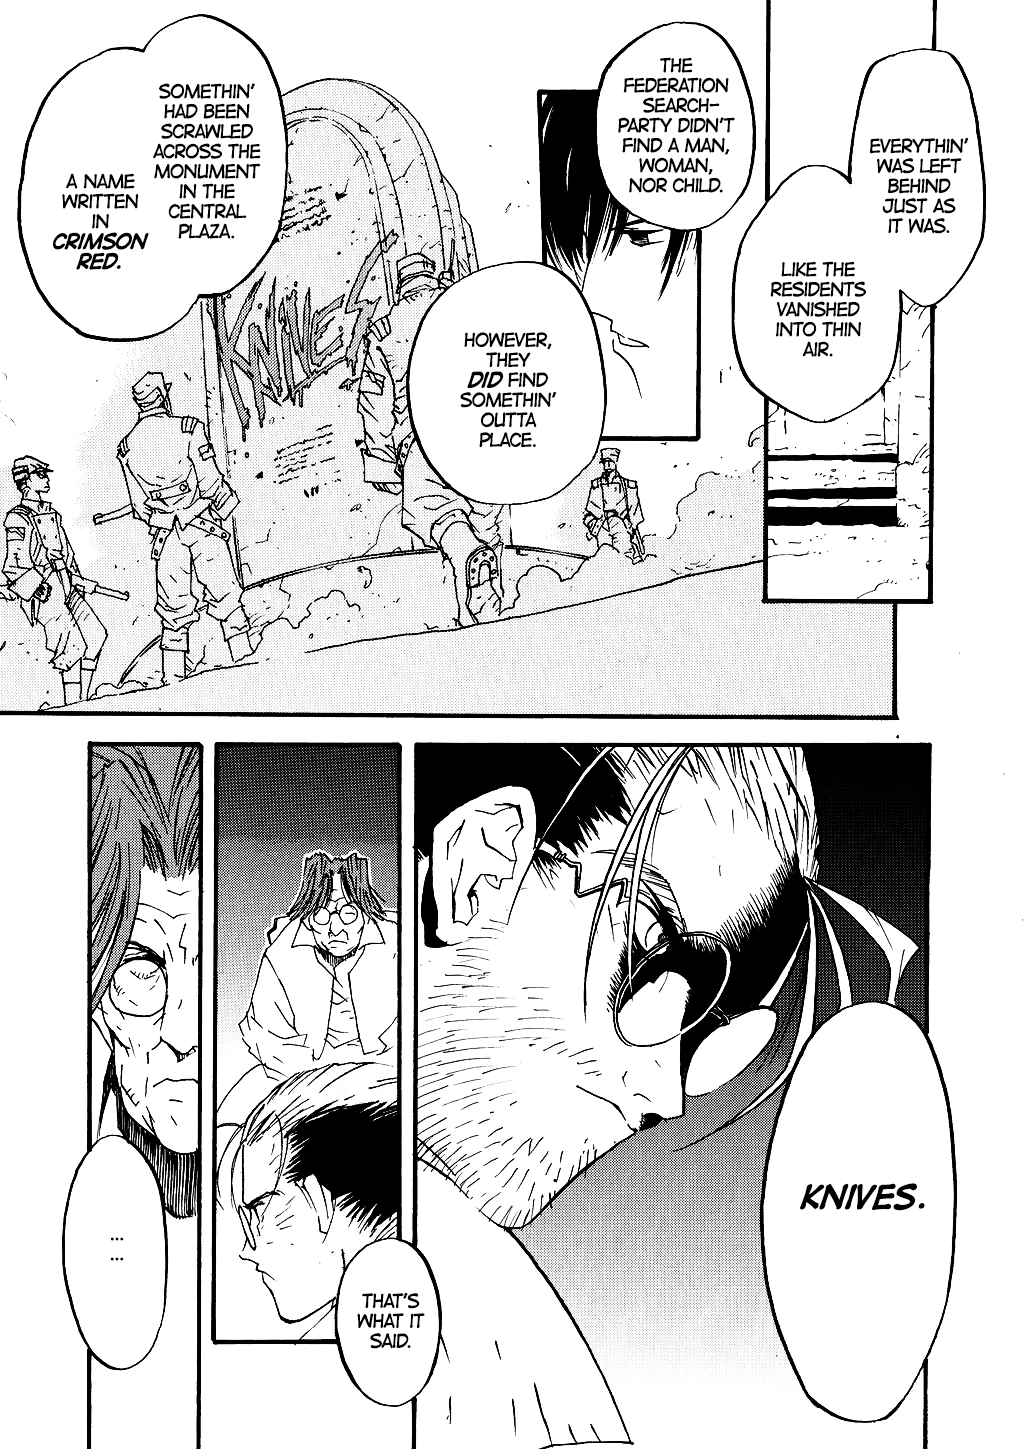 EVERYTHIN'
WAS LEFT
BEHIND
JUST AS
IT WAS.
LIKE THE
RESIDENTS
VANISHED
INTO THIN
AIR.
THE
FEDERATION
SEARCH-
PARTY DIDN'T
FIND A MAN,
WOMAN,
NOR CHILD.
HOWEVER,
THEY
DID FIND
SOMETHIN'
OUTTA
PLACE.
SOMETHIN'
HAD BEEN
SCRAWLED
ACROSS THE
MONUMENT
IN THE
CENTRAL
PLAZA.
A NAME
WRITTEN
IN
CRIMSON
RED.
KNIVES
KNIVES.
THAT'S
WHAT IT
SAID.
...
...